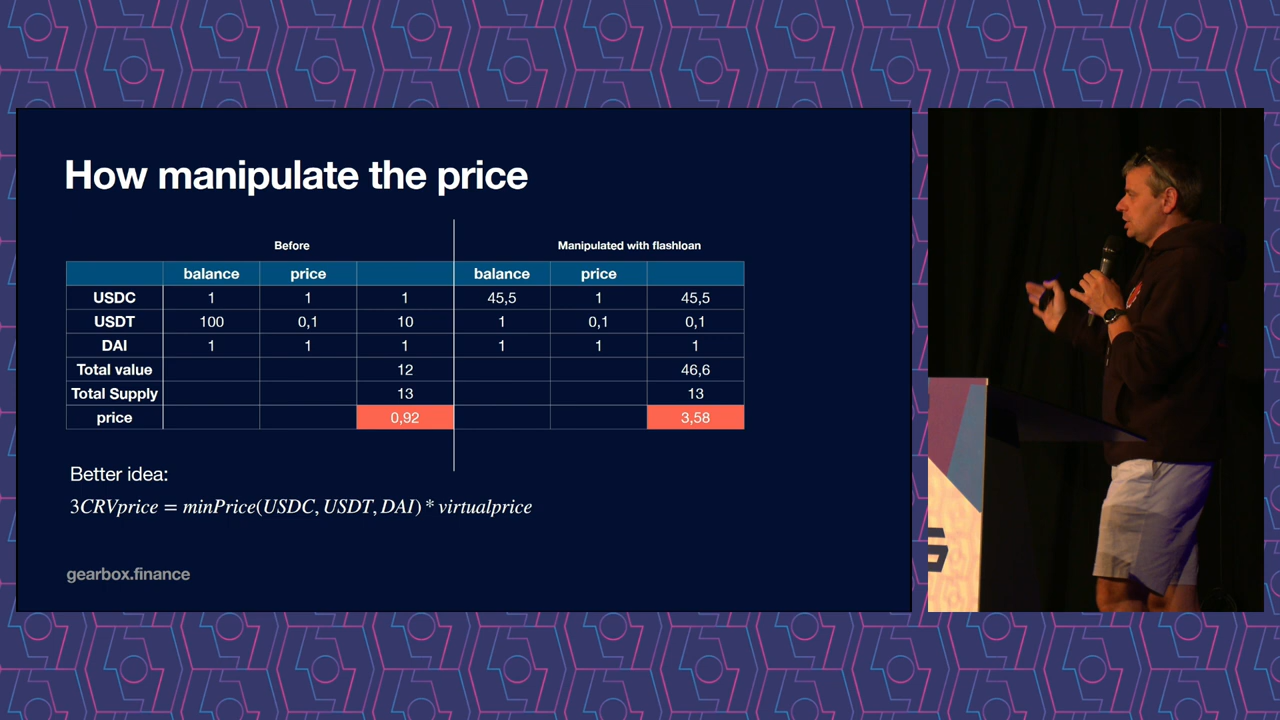 How manipulate the price
Before Manipulated with flashloan
balance price balance price
USDC 1 1 1 45,5 1 45,5
USDT 100 0,1 10 1 0,1 0,1
DAI 1 1 1 1 1 1
Total value 12 46,6
Total Supply 13 13
price 0,92 3,58
Better idea:
3CRVprice = minPrice(USDC, USDT, DAI) * virtualprice
gearbox.finance